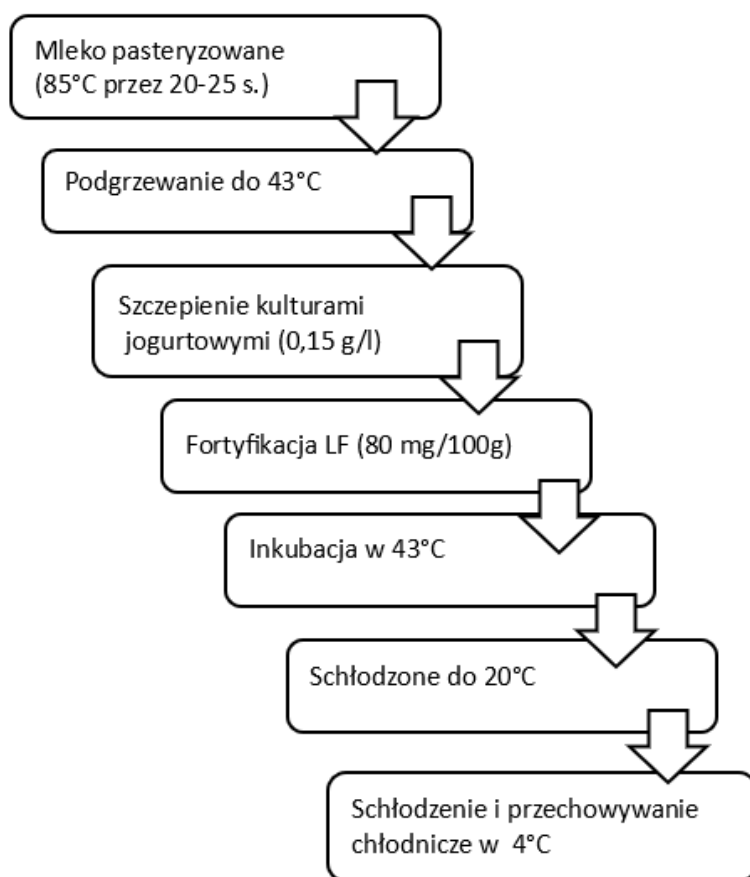 Mleko pasteryzowane
(85°C przez 20-25 s.)
Podgrzewanie do 43°C
Szczepienie kulturami
jogurtowymi (0,15 g/l)
Fortyfikacja LF (80 mg/100g)
Inkubacja w 43°C
Schłodzone do 20°C
Schłodzenie i przechowywanie
chłodnicze w 4°C